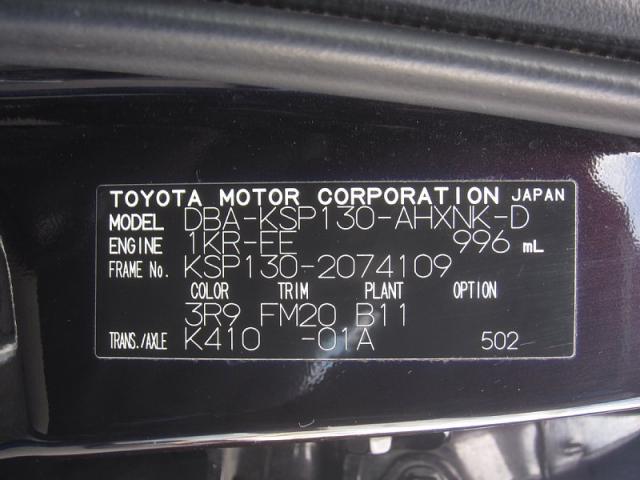 TOYOTA MOTOR CORPORATION JAPAN
MODEL DBA-KSP130-AHXNK-D
ENGINE 1KR-FE 996 mL
FRAME No. KSP130-2074109
COLOR TRIM PLANT OPTION
3R9 FM20 B11
TRANS./AXLE K410 -01A 502